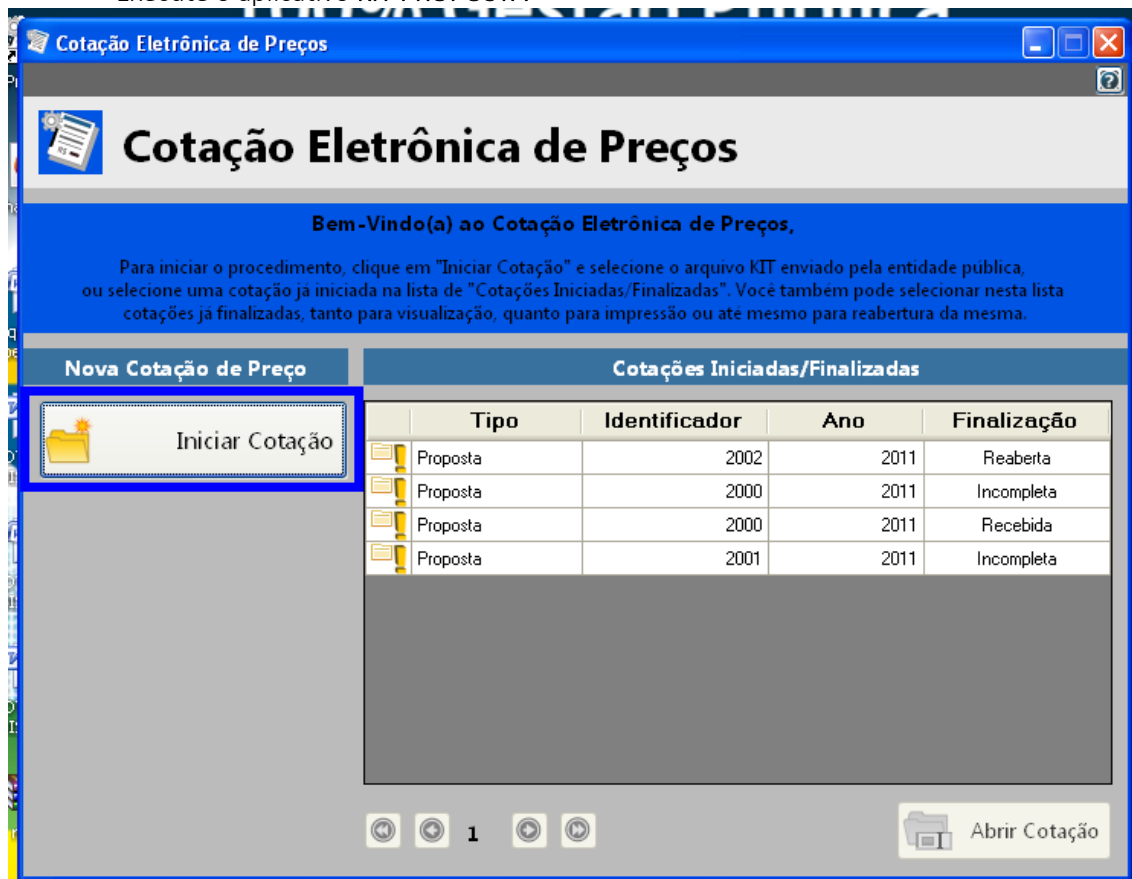 Execute o aplicativo KIT PROPOSTA
Cotação Eletrônica de Preços
Cotação Eletrônica de Preços
Bem-Vindo(a) ao Cotação Eletrônica de Preços,
Para iniciar o procedimento, clique em "Iniciar Cotação" e selecione o arquivo KIT enviado pela entidade pública,
ou selecione uma cotação já iniciada na lista de "Cotações Iniciadas/Finalizadas". Você também pode selecionar nesta lista
cotações já finalizadas, tanto para visualização, quanto para impressão ou até mesmo para reabertura da mesma.
Nova Cotação de Preço
Cotações Iniciadas/Finalizadas
Iniciar Cotação
Tipo Identificador Ano Finalização
Proposta 2002 2011 Reaberta
Proposta 2000 2011 Incompleta
Proposta 2000 2011 Recebida
Proposta 2001 2011 Incompleta
1
Abrir Cotação